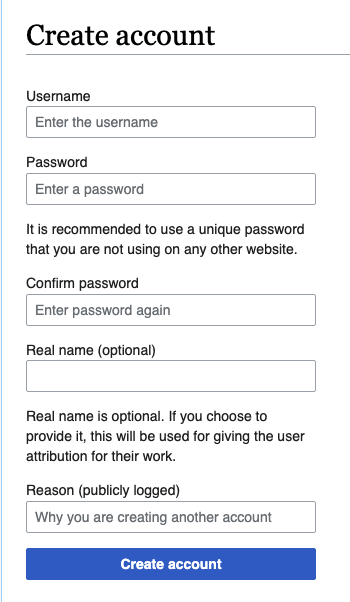 Create account
Username
Enter the username
Password
Enter a password
It is recommended to use a unique password
that you are not using on any other website.
Confirm password
Enter password again
Real name (optional)
Real name is optional. If you choose to
provide it, this will be used for giving the user
attribution for their work.
Reason (publicly logged)
Why you are creating another account
Create account